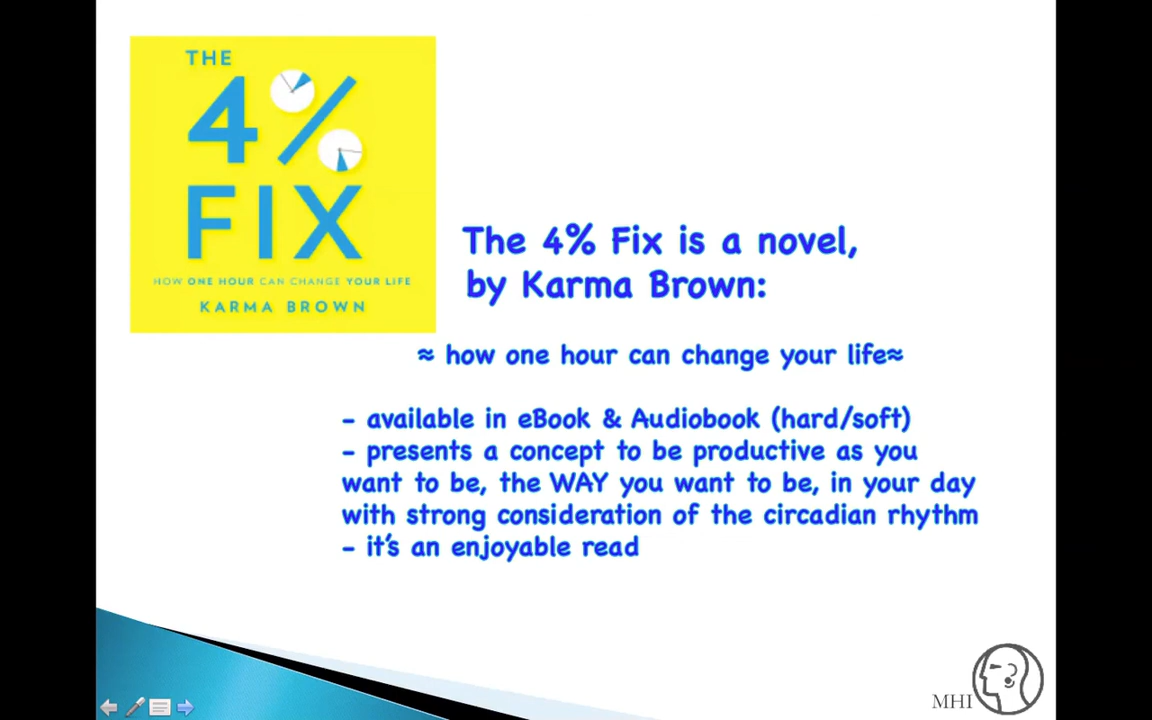 THE
4%
FIX
HOW ONE HOUR CAN CHANGE YOUR LIFE
KARMA BROWN
The 4% Fix is a novel,
by Karma Brown:
≈ how one hour can change your life≈
- available in eBook & Audiobook (hard/soft)
- presents a concept to be productive as you
want to be, the WAY you want to be, in your day
with strong consideration of the circadian rhythm
- it's an enjoyable read
MHI